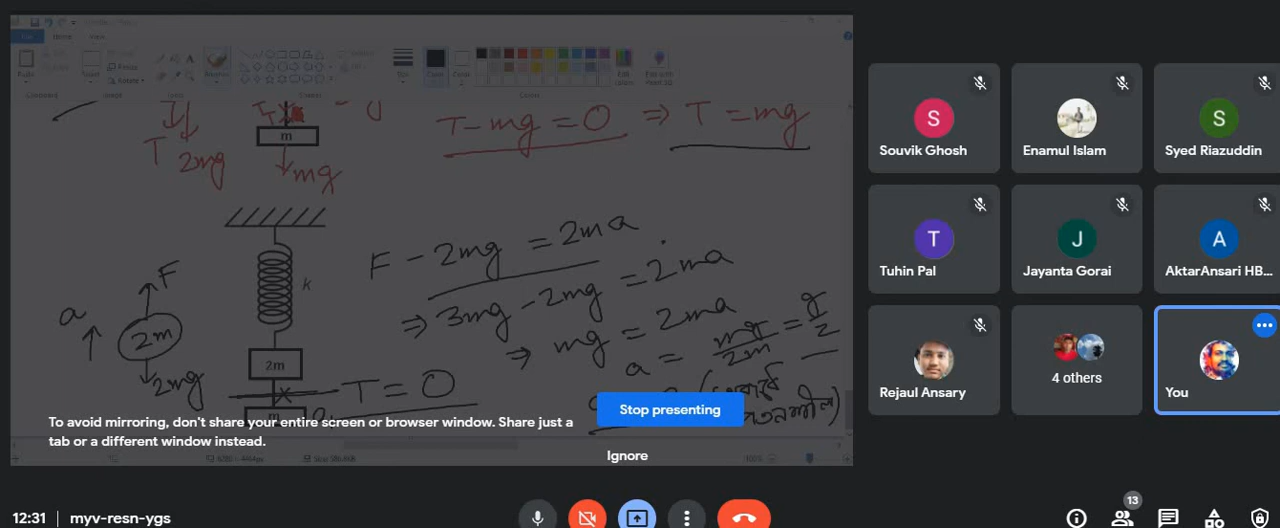 T - mg = 0 ⇒ T = mg
m
T 2mg
mg
F - 2mg = 2ma
⇒ 3mg - 2mg = 2ma
⇒ mg = 2ma
a = mg/2m = g/2
k
F
a
2m
2mg
2m
T = 0
m
To avoid mirroring, don't share your entire screen or browser window. Share just a
tab or a different window instead.
Stop presenting
Ignore
S
Souvik Ghosh
Enamul Islam
S
Syed Riazuddin
T
Tuhin Pal
J
Jayanta Gorai
A
AktarAnsari HB...
Rejaul Ansary
4 others
You
12:31 | myv-resn-ygs
13